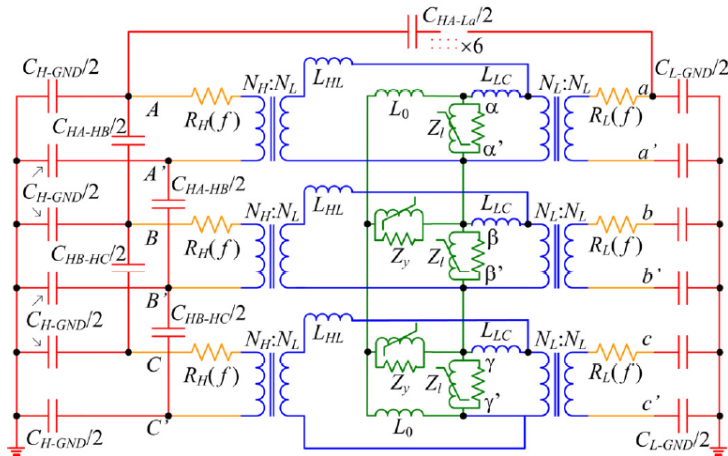 C_HA-La/2
×6
C_H-GND/2
N_H:N_L
L_HL
L_LC
N_L:N_L
a
C_L-GND/2
A
R_H(f)
L_0
α
Z_l
α'
R_L(f)
C_HA-HB/2
a'
A'
C_HA-HB/2
C_H-GND/2
N_H:N_L
L_HL
L_LC
N_L:N_L
b
B
R_H(f)
Z_y
Z_l
β
β'
R_L(f)
C_HB-HC/2
b'
B'
C_HB-HC/2
C_H-GND/2
N_H:N_L
L_HL
L_LC
N_L:N_L
c
C
R_H(f)
Z_y
Z_l
γ
γ'
R_L(f)
C'
L_0
c'
C_H-GND/2
C_L-GND/2